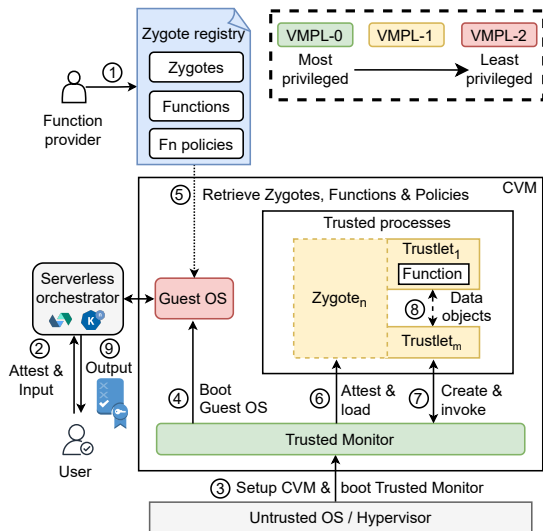 Zygote registry
Zygotes
Functions
Fn policies
①
Function
provider
VMPL-0
VMPL-1
VMPL-2
Most
privileged
Least
privileged
CVM
⑤ Retrieve Zygotes, Functions & Policies
Trusted processes
Zygoteₙ
Trustlet₁
Function
⑧ Data
objects
Trustletₘ
Serverless
orchestrator
K
Guest OS
② Attest &
Input
⑨ Output
User
④ Boot
Guest OS
⑥ Attest &
load
⑦ Create &
invoke
Trusted Monitor
③ Setup CVM & boot Trusted Monitor
Untrusted OS / Hypervisor